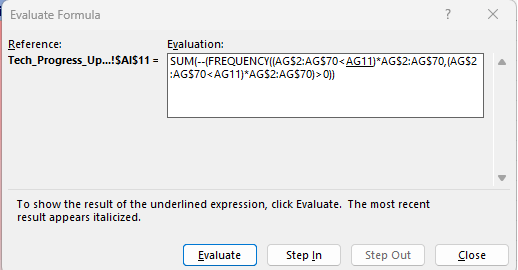 Evaluate Formula
?
Reference:
Evaluation:
Tech_Progress_Up...!$AI$11 =
SUM(--(FREQUENCY((AG$2:AG$70<AG11)*AG$2:AG$70,(AG$2
:AG$70<AG11)*AG$2:AG$70)>0))
To show the result of the underlined expression, click Evaluate. The most recent
result appears italicized.
Evaluate
Step In
Step Out
Close